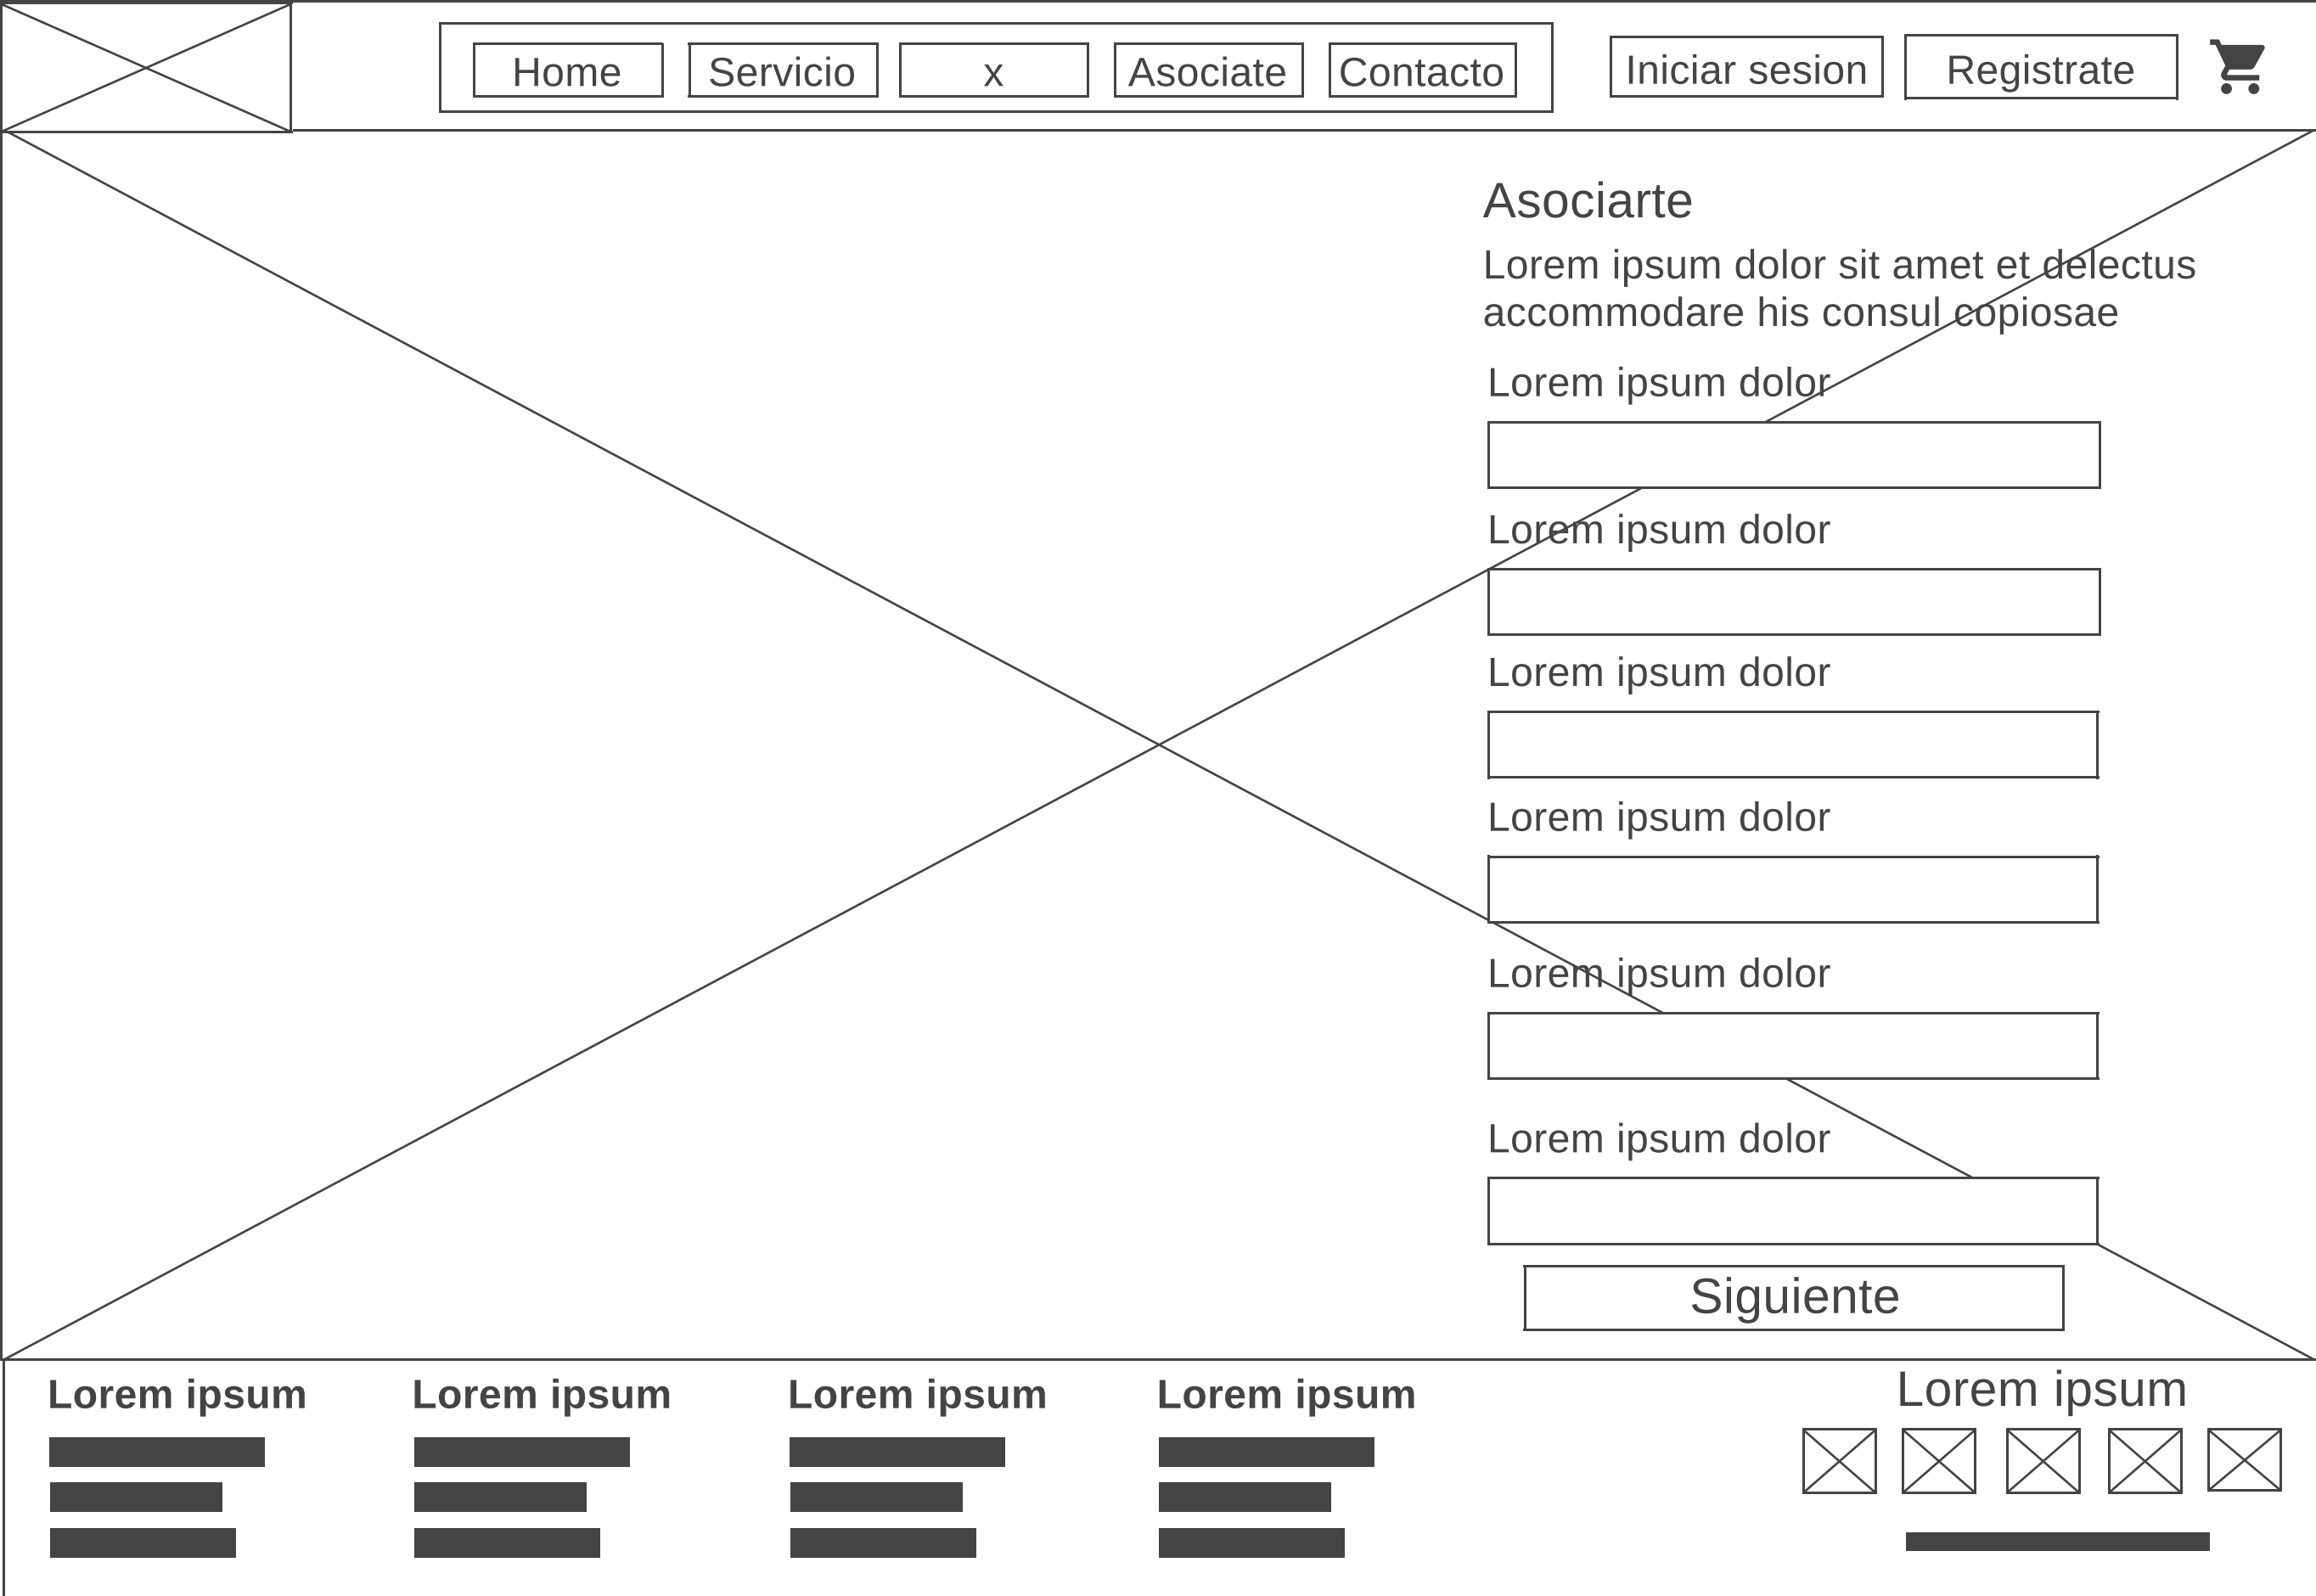 Home Servicio x Asociate Contacto Iniciar sesion Registrate
Asociarte
Lorem ipsum dolor sit amet et delectus
accommodare his consul copiosae
Lorem ipsum dolor
Lorem ipsum dolor
Lorem ipsum dolor
Lorem ipsum dolor
Lorem ipsum dolor
Lorem ipsum dolor
Siguiente
Lorem ipsum Lorem ipsum Lorem ipsum Lorem ipsum Lorem ipsum